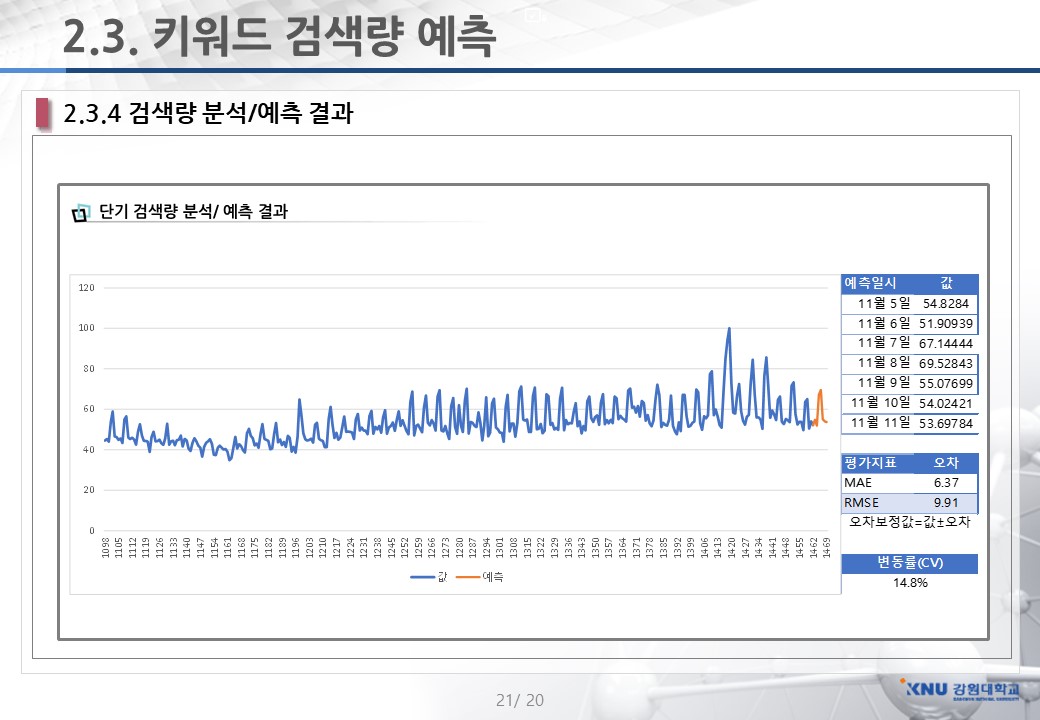 2.3. 키워드 검색량 예측
2.3.4 검색량 분석/예측 결과
단기 검색량 분석/ 예측 결과
120
100
80
60
40
20
0
1098 1105 1112 1119 1126 1133 1140 1147 1154 1161 1168 1175 1182 1189 1196 1203 1210 1217 1224 1231 1238 1245 1252 1259 1266 1273 1280 1287 1294 1301 1308 1315 1322 1329 1336 1343 1350 1357 1364 1371 1378 1385 1392 1399 1406 1413 1420 1427 1434 1441 1448 1455 1462 1469
값 예측
예측일시 값
11월 5일 54.8284
11월 6일 51.90939
11월 7일 67.14444
11월 8일 69.52843
11월 9일 55.07699
11월 10일 54.02421
11월 11일 53.69784
평가지표 오차
MAE 6.37
RMSE 9.91
오차보정값=값±오차
변동률(CV)
14.8%
21/ 20
KNU 강원대학교